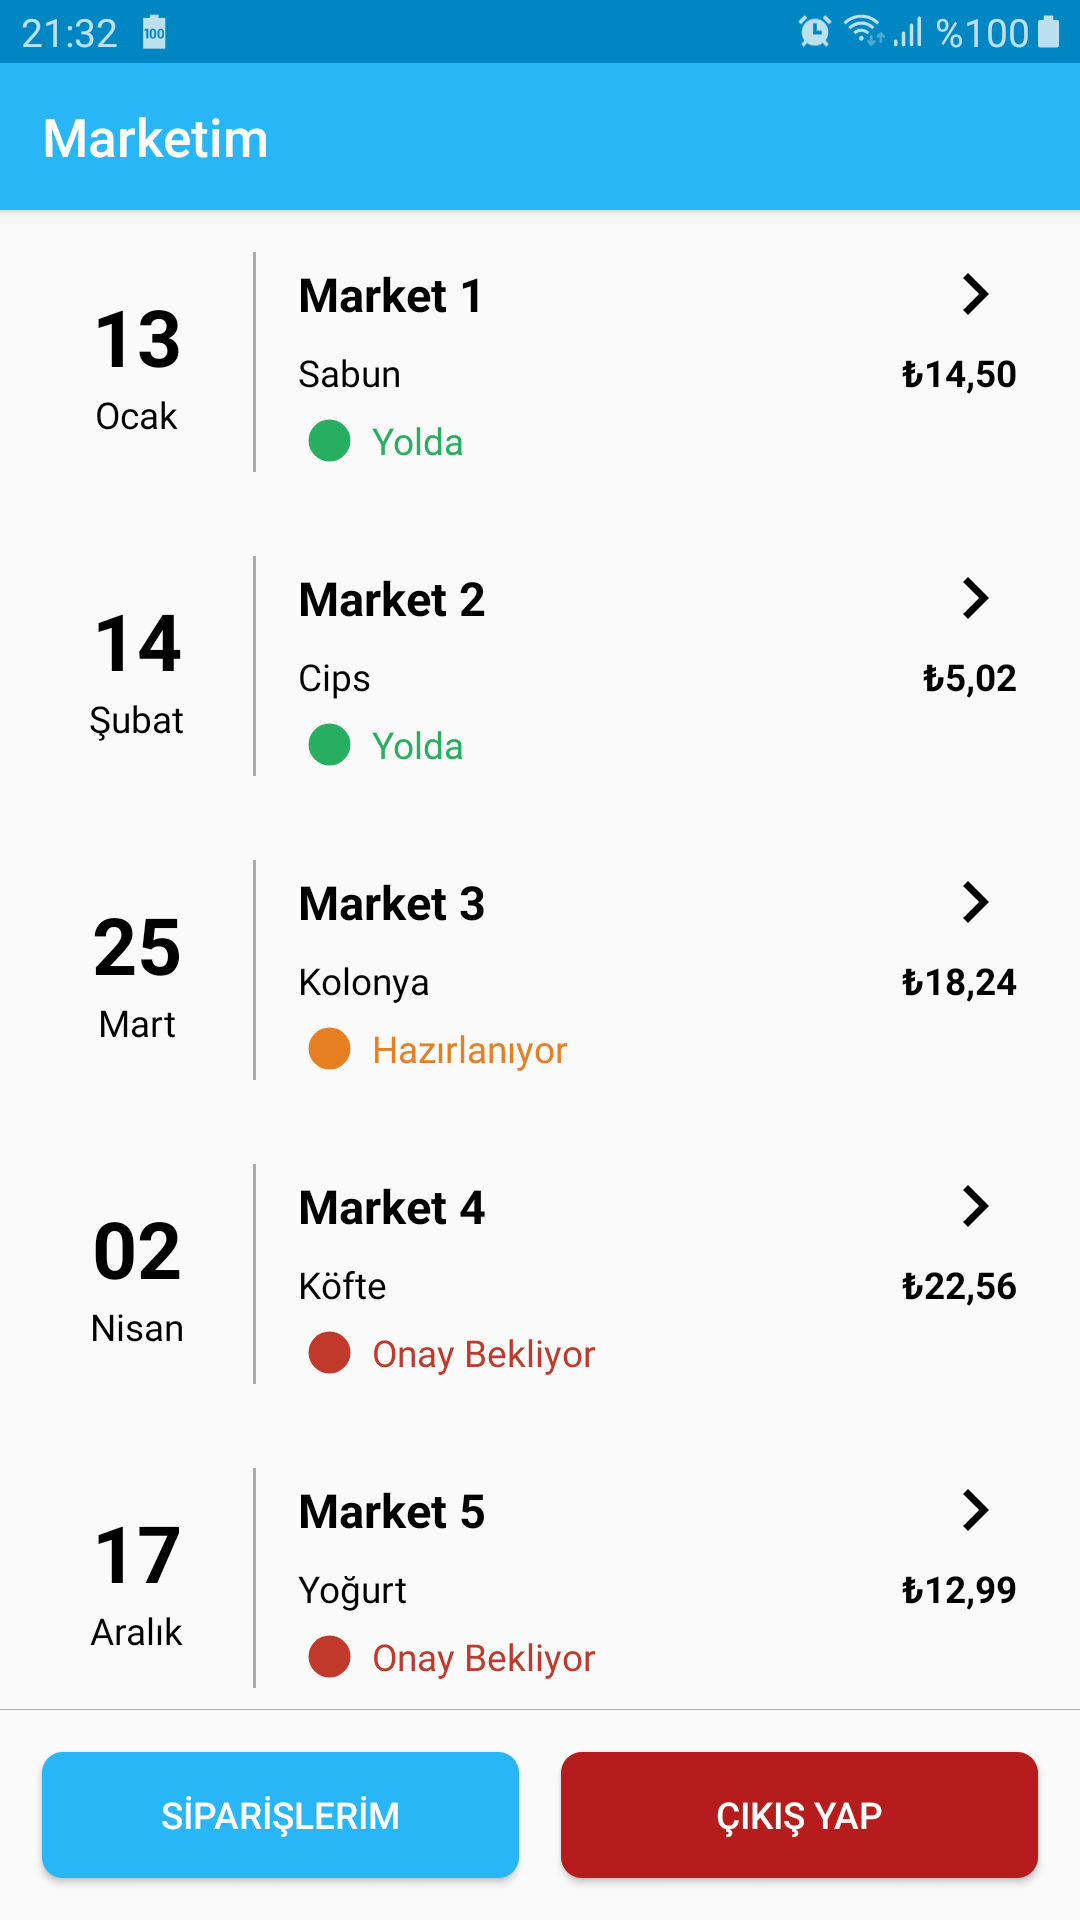 21:32 100 %100
Marketim
Market 1
13
Ocak
Sabun ₺14,50
Yolda
Market 2
14
Şubat
Cips ₺5,02
Yolda
Market 3
25
Mart
Kolonya ₺18,24
Hazırlanıyor
Market 4
02
Nisan
Köfte ₺22,56
Onay Bekliyor
Market 5
17
Aralık
Yoğurt ₺12,99
Onay Bekliyor
SİPARİŞLERİM ÇIKIŞ YAP